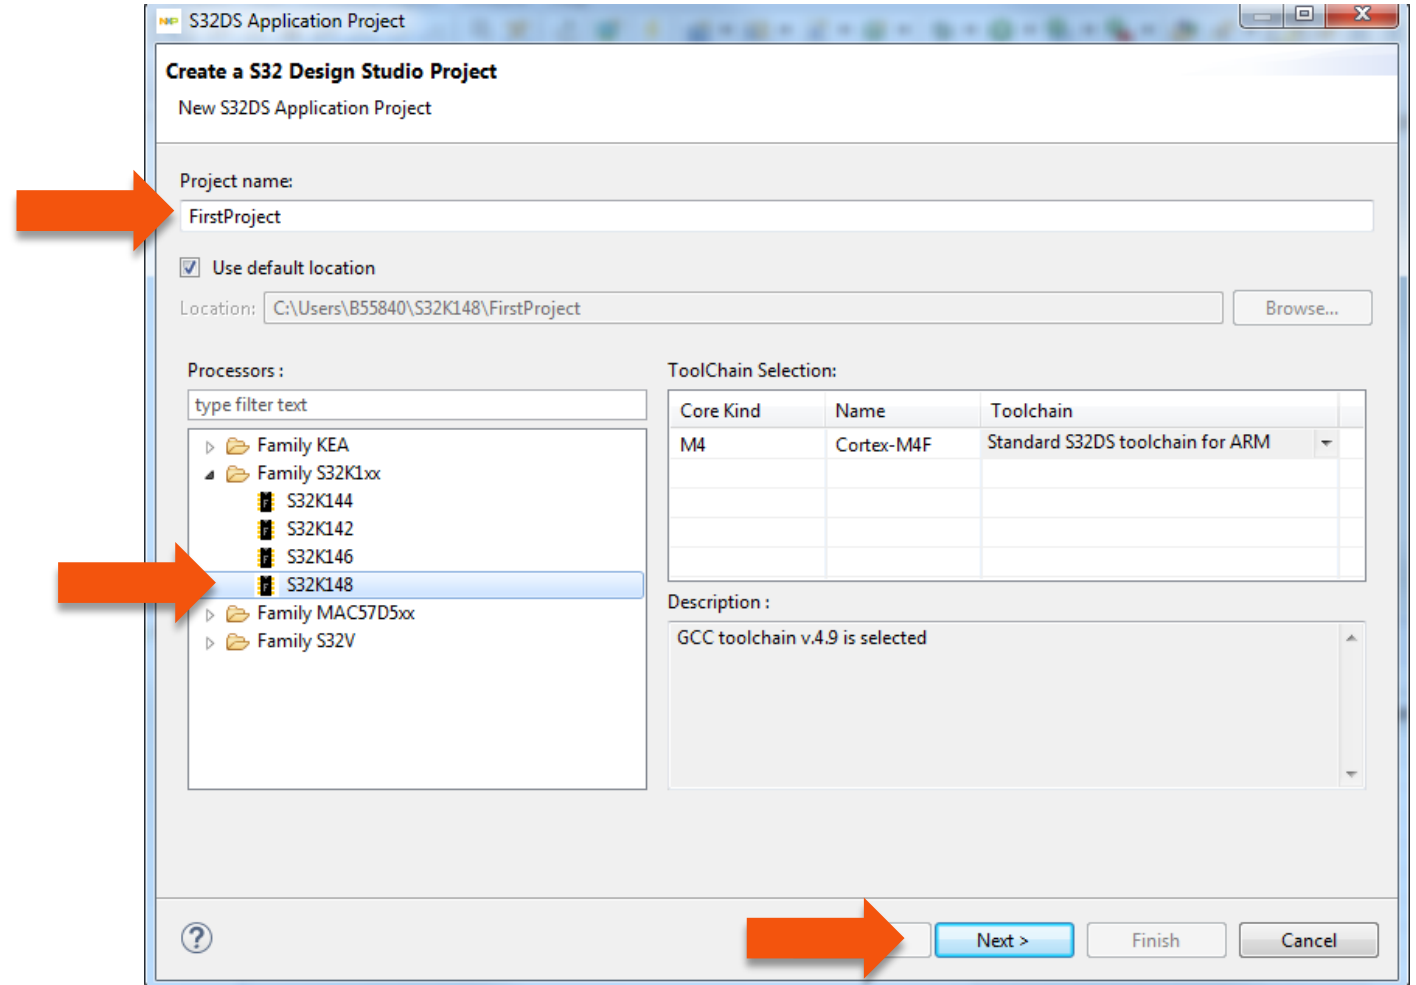 NXP S32DS Application Project
X
Create a S32 Design Studio Project
New S32DS Application Project
Project name:
FirstProject
Use default location
Location: C:\Users\B55840\S32K148\FirstProject Browse...
Processors :
type filter text
Family KEA
Family S32K1xx
S32K144
S32K142
S32K146
S32K148
Family MAC57D5xx
Family S32V
ToolChain Selection:
Core Kind Name Toolchain
M4 Cortex-M4F Standard S32DS toolchain for ARM
Description :
GCC toolchain v.4.9 is selected
? Next > Finish Cancel